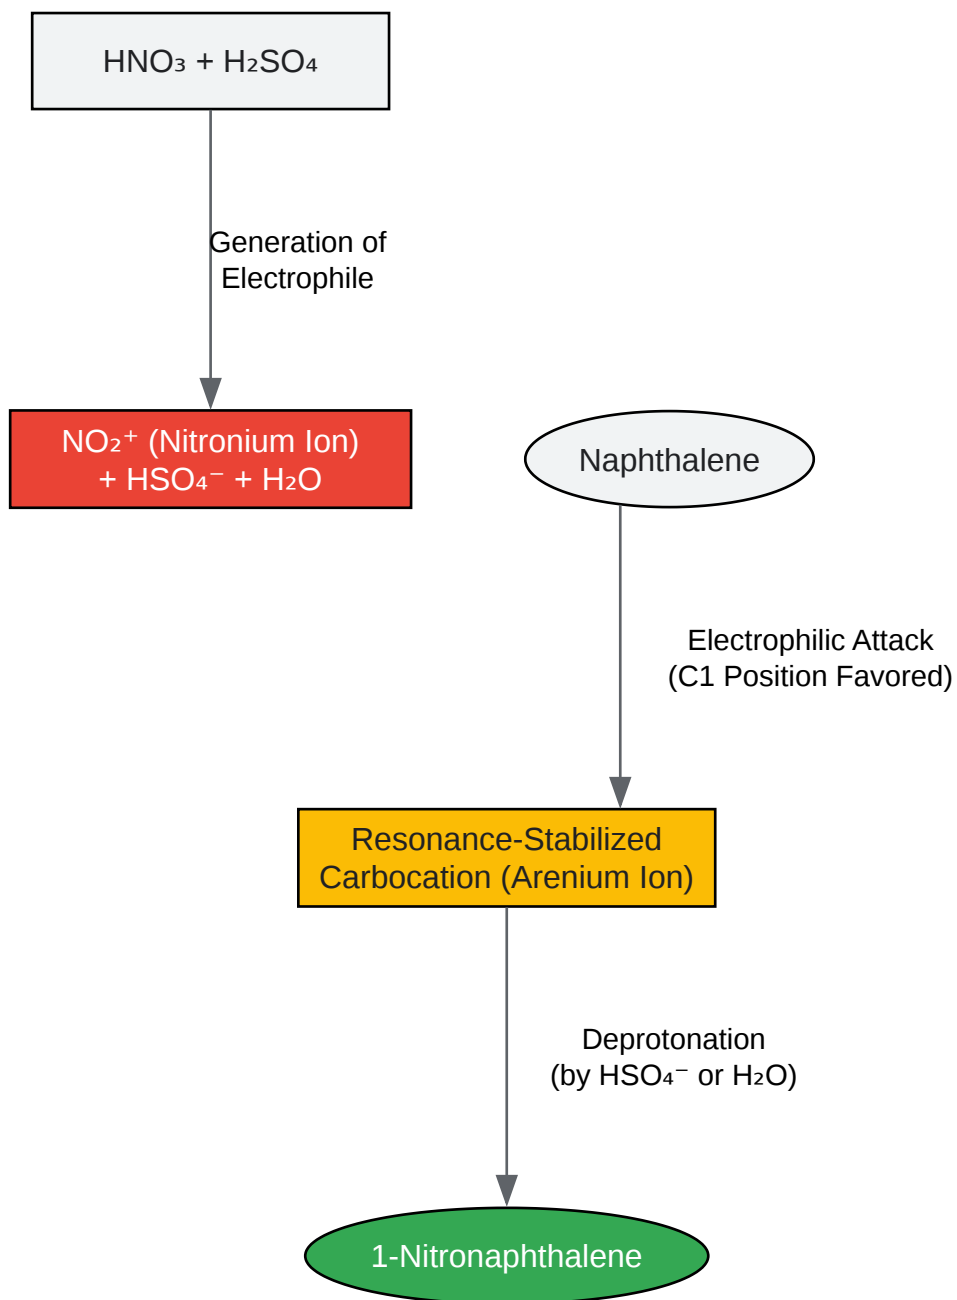 HNO₃ + H₂SO₄
Generation of
Electrophile
NO₂⁺ (Nitronium Ion)
+ HSO₄⁻ + H₂O
Naphthalene
Electrophilic Attack
(C1 Position Favored)
Resonance-Stabilized
Carbocation (Arenium Ion)
Deprotonation
(by HSO₄⁻ or H₂O)
1-Nitronaphthalene